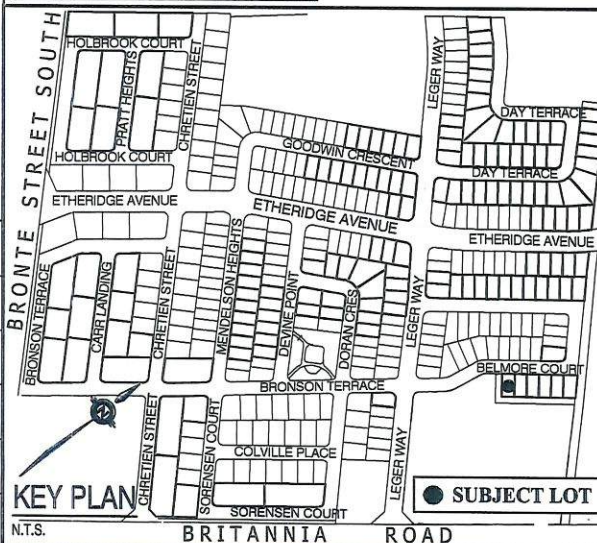 BRONTE STREET SOUTH
HOLBROOK COURT
PRATT HEIGHTS
CHRETIEN STREET
HOLBROOK COURT
LEGER WAY
DAY TERRACE
GOODWIN CRESCENT
DAY TERRACE
ETHERIDGE AVENUE
ETHERIDGE AVENUE
ETHERIDGE AVENUE
BRONSON TERRACE
CARR LANDING
CHRETIEN STREET
MENDELSON HEIGHTS
DEVINE POINT
DORAN CRES
LEGER WAY
BELMORE COURT
BRONSON TERRACE
N
CHRETIEN STREET
SORENSEN COURT
COLVILLE PLACE
LEGER WAY
KEY PLAN
SUBJECT LOT
SORENSEN COURT
N.T.S.
BRITANNIA ROAD